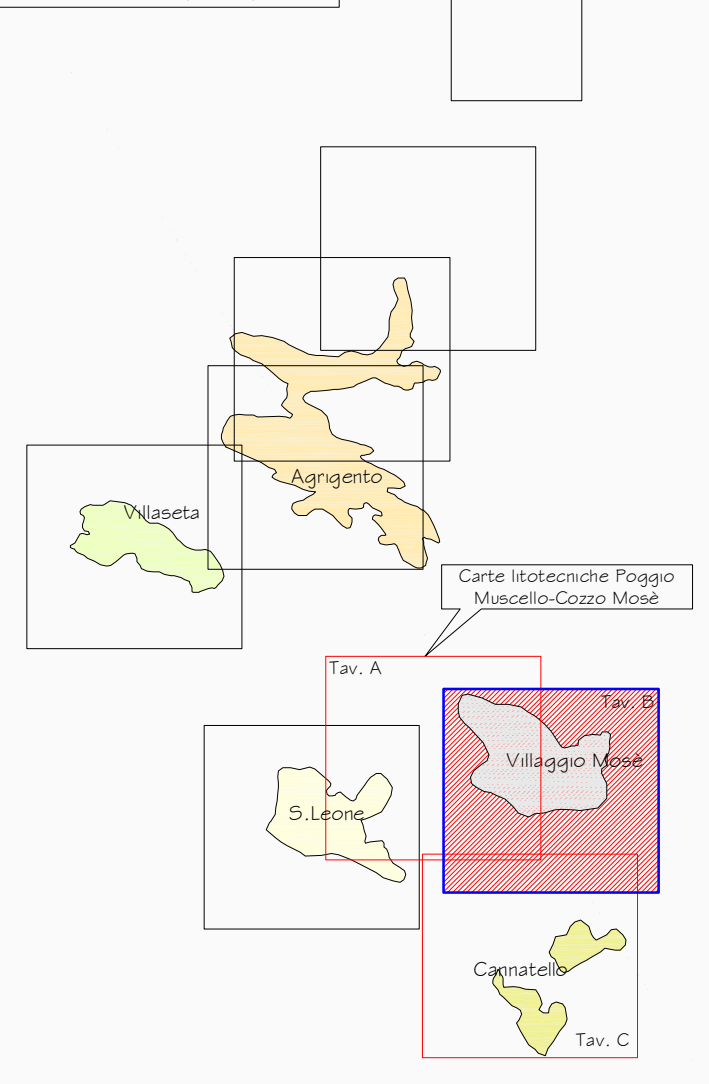 Agrigento
Villaseta
Carte litotecniche Poggio
Muscello-Cozzo Mosè
Tav. A
Tav. B
Villaggio Mosè
S.Leone
Cannatello
Tav. C